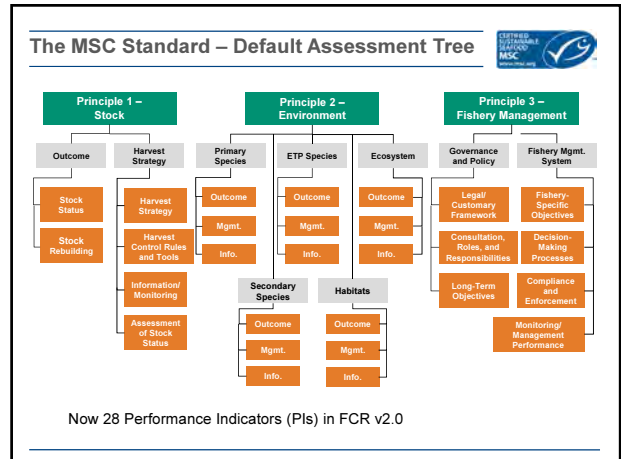 The MSC Standard – Default Assessment Tree
CERTIFIED
SUSTAINABLE
SEAFOOD
MSC
www.msc.org
Principle 1 –
Stock
Principle 2 –
Environment
Principle 3 –
Fishery Management
Outcome
Harvest
Strategy
Primary
Species
ETP Species
Ecosystem
Governance
and Policy
Fishery Mgmt.
System
Stock
Status
Stock
Rebuilding
Harvest
Strategy
Harvest
Control Rules
and Tools
Information/
Monitoring
Assessment
of Stock
Status
Outcome
Mgmt.
Info.
Outcome
Mgmt.
Info.
Outcome
Mgmt.
Info.
Legal/
Customary
Framework
Consultation,
Roles, and
Responsibilities
Long-Term
Objectives
Fishery-
Specific
Objectives
Decision-
Making
Processes
Compliance
and
Enforcement
Monitoring/
Management
Performance
Secondary
Species
Habitats
Outcome
Mgmt.
Info.
Outcome
Mgmt.
Info.
Now 28 Performance Indicators (PIs) in FCR v2.0